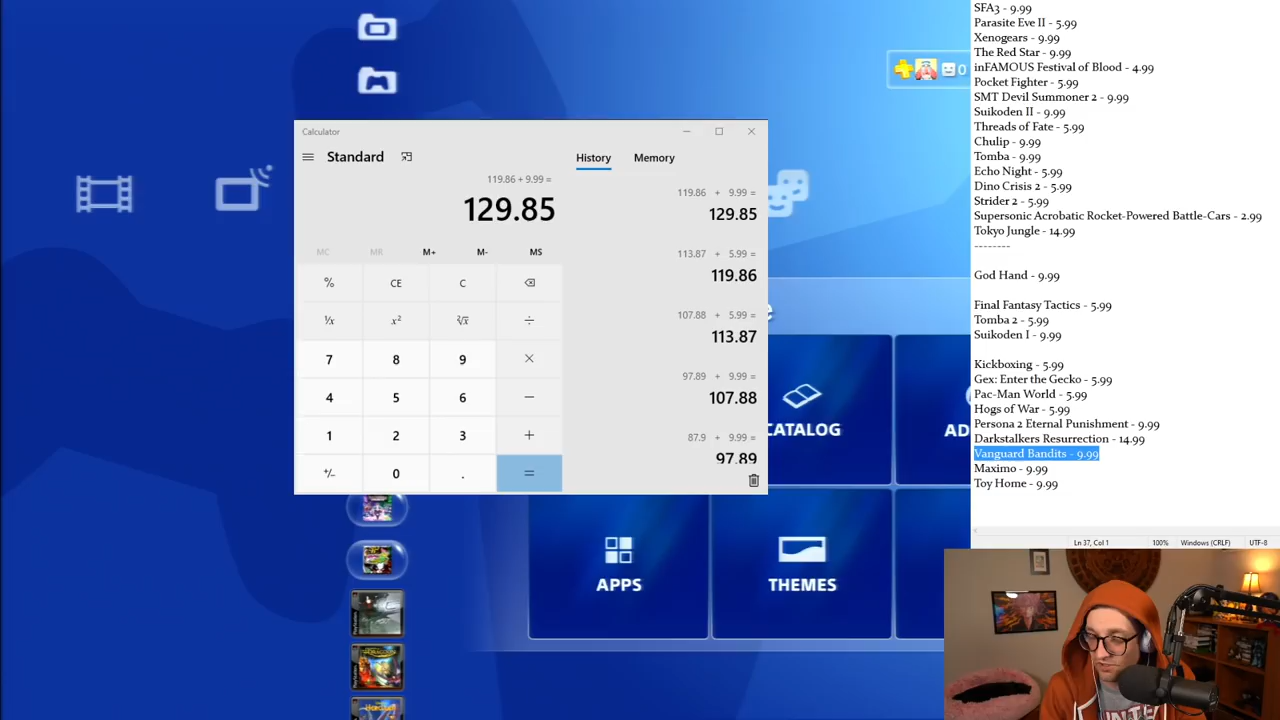 SFA3 - 9.99
Parasite Eve II - 5.99
Xenogears - 9.99
The Red Star - 9.99
inFAMOUS Festival of Blood - 4.99
Pocket Fighter - 5.99
SMT Devil Summoner 2 - 9.99
Suikoden II - 9.99
Threads of Fate - 5.99
Chulip - 9.99
Tomba - 9.99
Echo Night - 5.99
Dino Crisis 2 - 5.99
Strider 2 - 5.99
Supersonic Acrobatic Rocket-Powered Battle-Cars - 2.99
Tokyo Jungle - 14.99
--------
God Hand - 9.99
Final Fantasy Tactics - 5.99
Tomba 2 - 5.99
Suikoden I - 9.99
Kickboxing - 5.99
Gex: Enter the Gecko - 5.99
Pac-Man World - 5.99
Hogs of War - 5.99
Persona 2 Eternal Punishment - 9.99
Darkstalkers Resurrection - 14.99
Vanguard Bandits - 9.99
Maximo - 9.99
Toy Home - 9.99
Ln 37, Col 1 100% Windows (CRLF) UTF-8
0
Calculator
Standard
History Memory
119.86 + 9.99 =
129.85
119.86 + 9.99 =
129.85
113.87 + 5.99 =
119.86
107.88 + 5.99 =
113.87
97.89 + 9.99 =
107.88
87.9 + 9.99 =
97.89
MC MR M+ M- MS
% CE C
⅟x x² ²√x ÷
7 8 9 ×
4 5 6 −
1 2 3 +
+/− 0 . =
CATALOG
APPS
THEMES